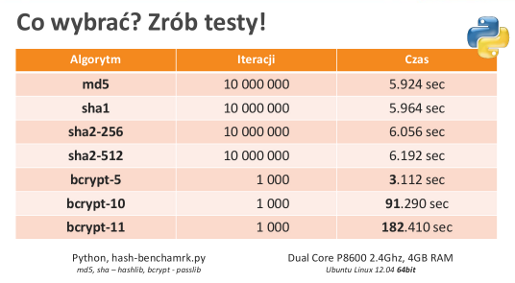 Co wybrać? Zrób testy!
Algorytm Iteracji Czas
md5 10 000 000 5.924 sec
sha1 10 000 000 5.964 sec
sha2-256 10 000 000 6.056 sec
sha2-512 10 000 000 6.192 sec
bcrypt-5 1 000 3.112 sec
bcrypt-10 1 000 91.290 sec
bcrypt-11 1 000 182.410 sec
Python, hash-benchamrk.py Dual Core P8600 2.4Ghz, 4GB RAM
md5, sha – hashlib, bcrypt - passlib Ubuntu Linux 12.04 64bit